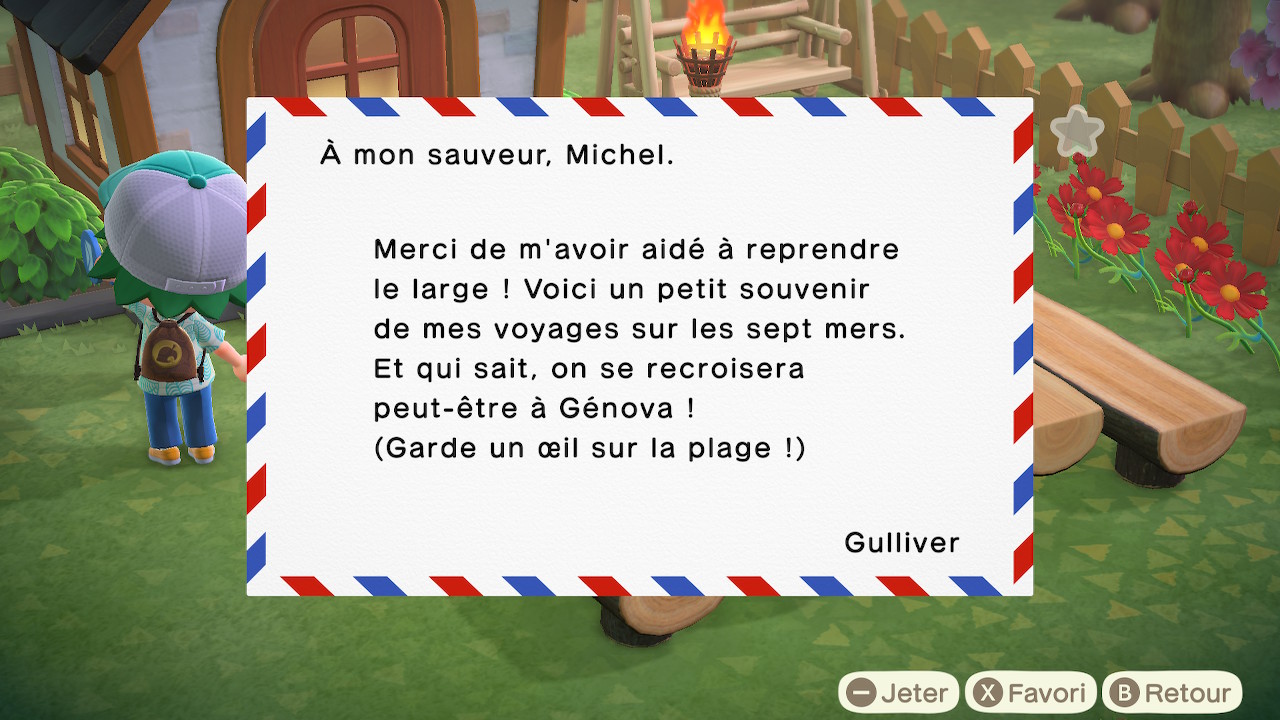 À mon sauveur, Michel.
Merci de m'avoir aidé à reprendre
le large ! Voici un petit souvenir
de mes voyages sur les sept mers.
Et qui sait, on se recroisera
peut-être à Génova !
(Garde un œil sur la plage !)
Gulliver
- Jeter X Favori B Retour